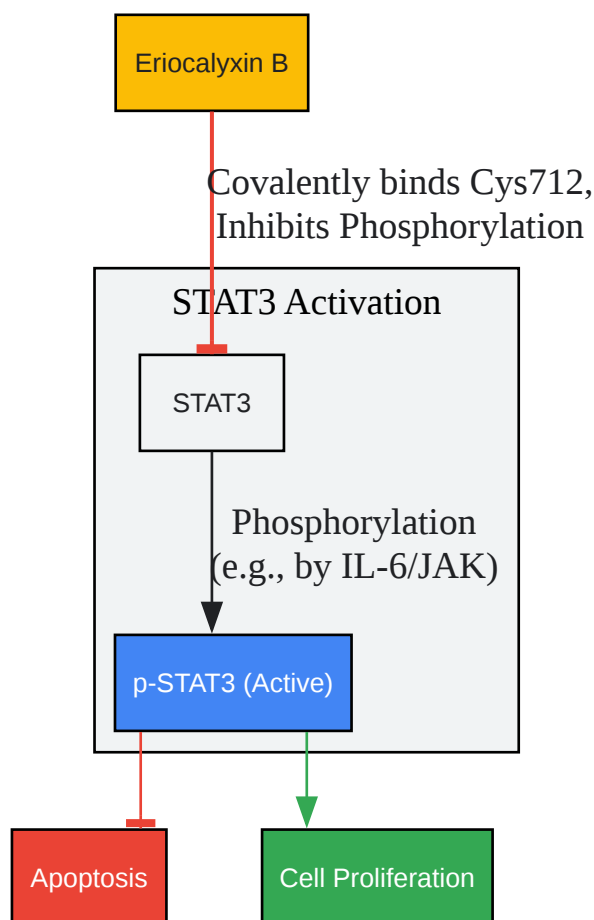 Eriocalyxin B
Covalently binds Cys712,
Inhibits Phosphorylation
STAT3 Activation
STAT3
Phosphorylation
(e.g., by IL-6/JAK)
p-STAT3 (Active)
Apoptosis
Cell Proliferation